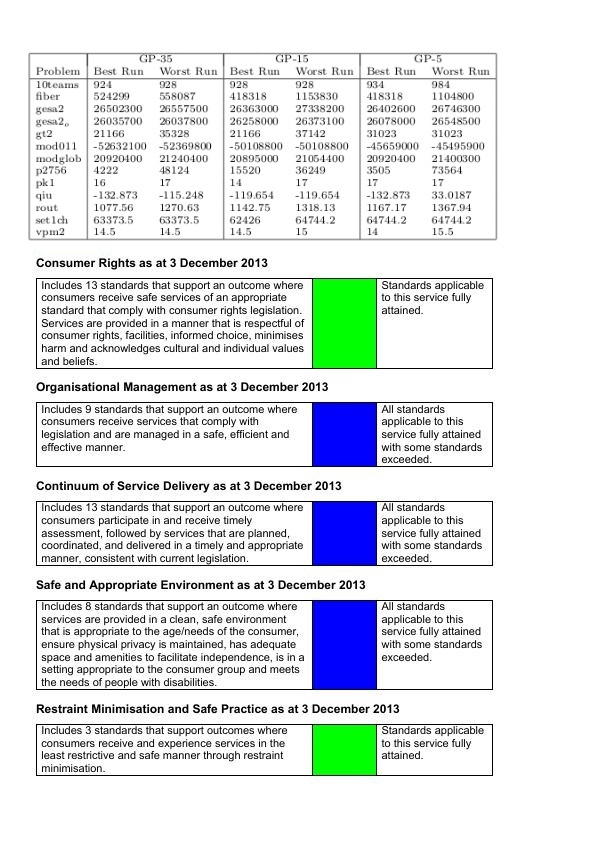 GP-35 GP-15 GP-5
Problem Best Run Worst Run Best Run Worst Run Best Run Worst Run
10teams 924 928 928 928 934 984
fiber 524299 558087 418318 1153830 418318 1104800
gesa2 26502300 26557500 26363000 27338200 26402600 26746300
gesa2_o 26035700 26037800 26258000 26373100 26078000 26548500
gt2 21166 35328 21166 37142 31023 31023
mod011 -52632100 -52369800 -50108800 -50108800 -45659000 -45495900
modglob 20920400 21240400 20895000 21054400 20920400 21400300
p2756 4222 48124 15520 36249 3505 73564
pk1 16 17 14 17 17 17
qiu -132.873 -115.248 -119.654 -119.654 -132.873 33.0187
rout 1077.56 1270.63 1142.75 1318.13 1167.17 1367.94
set1ch 63373.5 63373.5 62426 64744.2 64744.2 64744.2
vpm2 14.5 14.5 14.5 15 14 15.5
Consumer Rights as at 3 December 2013
Includes 13 standards that support an outcome where
consumers receive safe services of an appropriate
standard that comply with consumer rights legislation.
Services are provided in a manner that is respectful of
consumer rights, facilities, informed choice, minimises
harm and acknowledges cultural and individual values
and beliefs.
Standards applicable
to this service fully
attained.
Organisational Management as at 3 December 2013
Includes 9 standards that support an outcome where
consumers receive services that comply with
legislation and are managed in a safe, efficient and
effective manner.
All standards
applicable to this
service fully attained
with some standards
exceeded.
Continuum of Service Delivery as at 3 December 2013
Includes 13 standards that support an outcome where
consumers participate in and receive timely
assessment, followed by services that are planned,
coordinated, and delivered in a timely and appropriate
manner, consistent with current legislation.
All standards
applicable to this
service fully attained
with some standards
exceeded.
Safe and Appropriate Environment as at 3 December 2013
Includes 8 standards that support an outcome where
services are provided in a clean, safe environment
that is appropriate to the age/needs of the consumer,
ensure physical privacy is maintained, has adequate
space and amenities to facilitate independence, is in a
setting appropriate to the consumer group and meets
the needs of people with disabilities.
All standards
applicable to this
service fully attained
with some standards
exceeded.
Restraint Minimisation and Safe Practice as at 3 December 2013
Includes 3 standards that support outcomes where
consumers receive and experience services in the
least restrictive and safe manner through restraint
minimisation.
Standards applicable
to this service fully
attained.